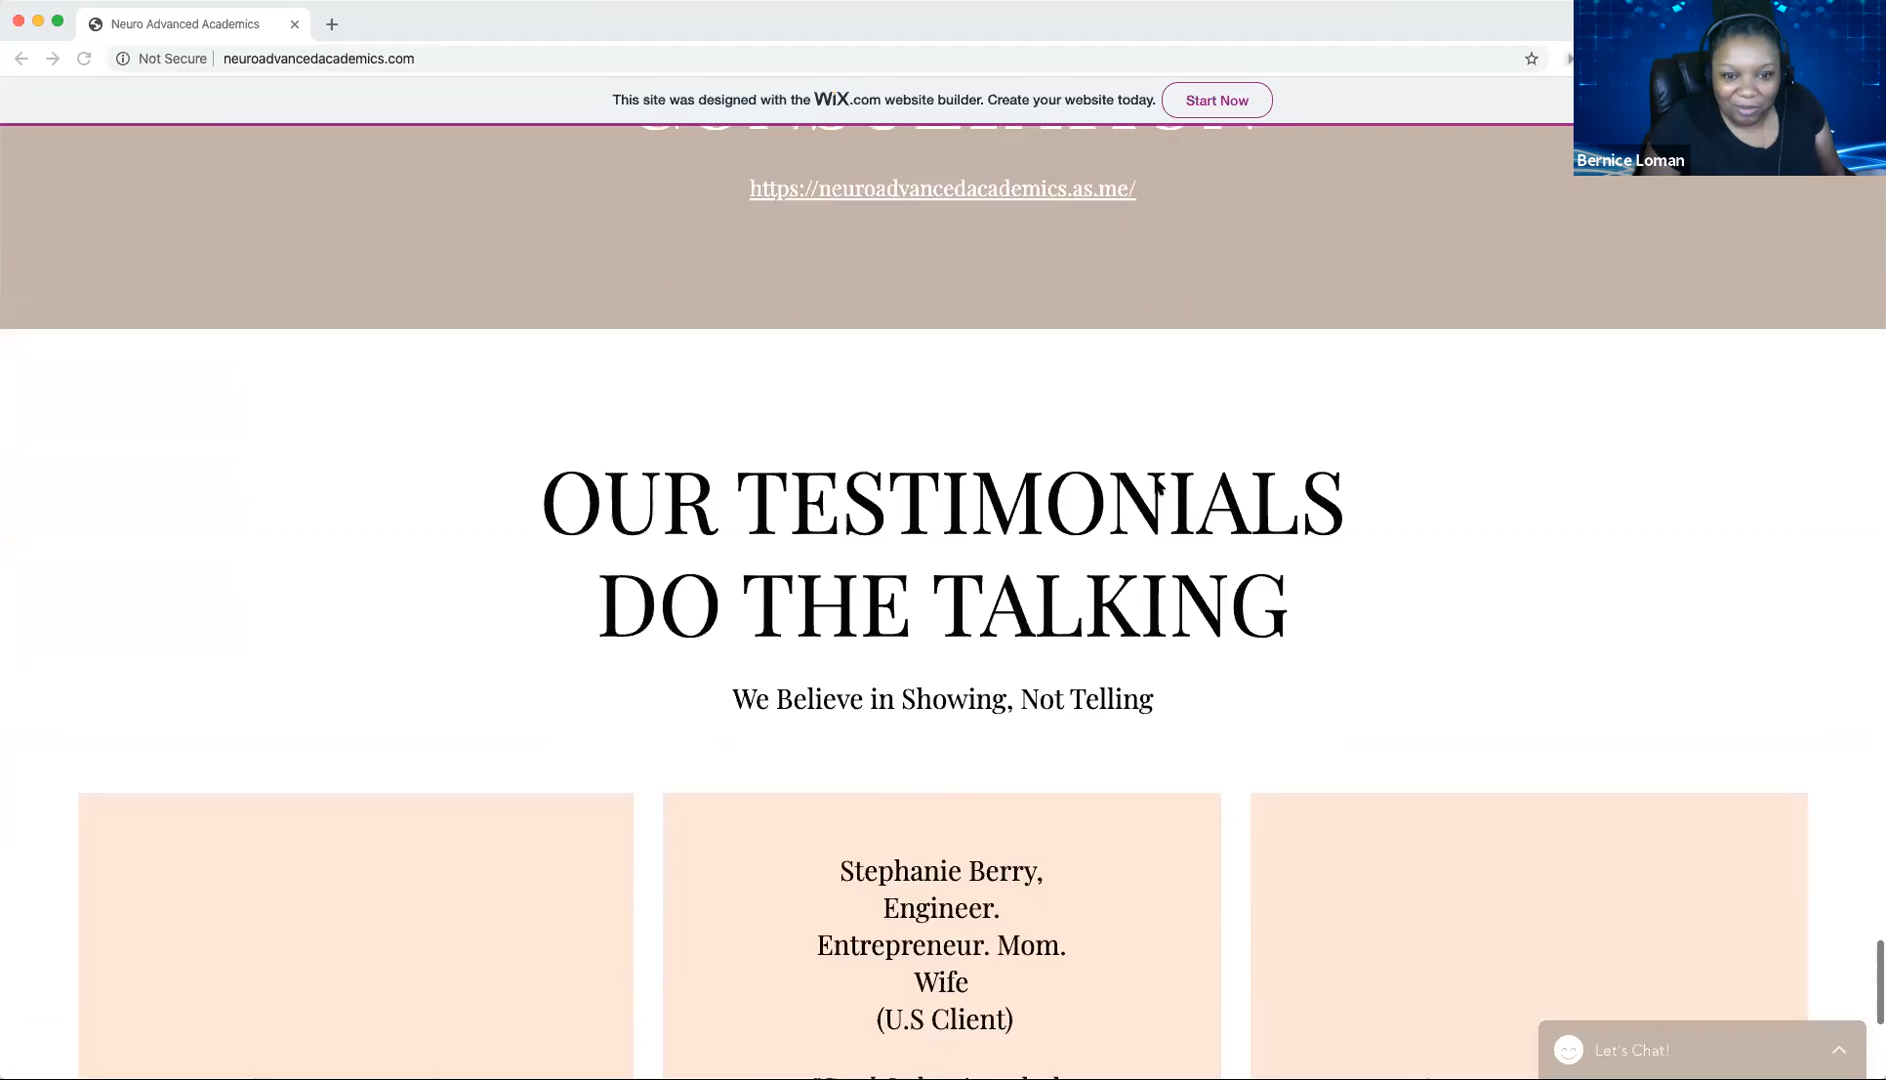 Neuro Advanced Academics
Not Secure
neuroadvancedacademics.com
This site was designed with the WiX.com website builder. Create your website today.
Start Now
Bernice Loman
https://neuroadvancedacademics.as.me/
OUR TESTIMONIALS
DO THE TALKING
We Believe in Showing, Not Telling
Stephanie Berry,
Engineer.
Entrepreneur. Mom.
Wife
(U.S Client)
Let's Chat!